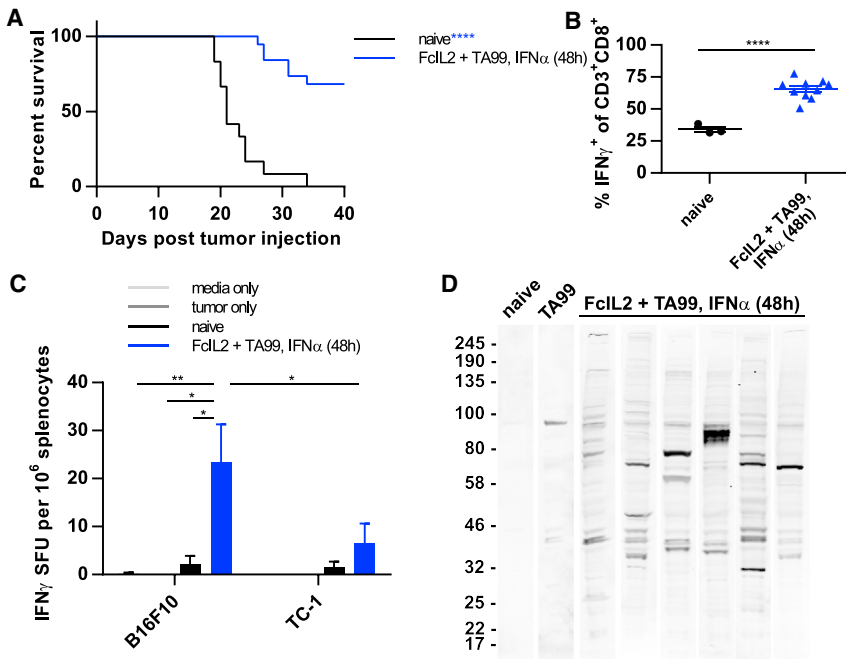 A
Percent survival
100
50
0
0 10 20 30 40
Days post tumor injection
naive****
FcIL2 + TA99, IFNα (48h)
B
% IFNγ⁺ of CD3⁺CD8⁺
100
75
50
25
0
****
naive
FcIL2 + TA99,
IFNα (48h)
C
media only
tumor only
naive
FcIL2 + TA99, IFNα (48h)
IFNγ SFU per 10⁶ splenocytes
40
30
20
10
0
**
*
*
*
B16F10
TC-1
D
naive
TA99
FcIL2 + TA99, IFNα (48h)
245 -
190 -
135 -
100 -
80 -
58 -
46 -
32 -
25 -
22 -
17 -